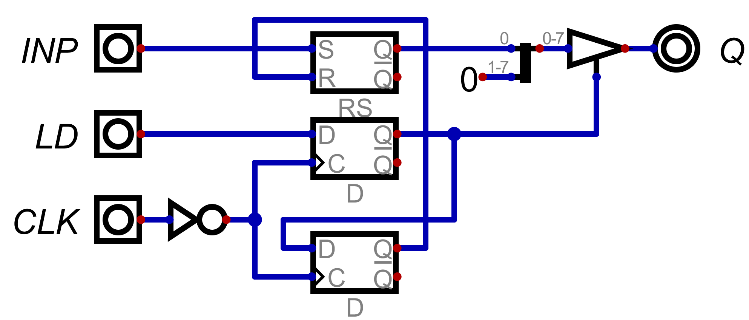 INP
S Q
R Q
RS
0 0-7
0 1-7
Q
LD
D Q
C Q
D
CLK
D Q
C Q
D